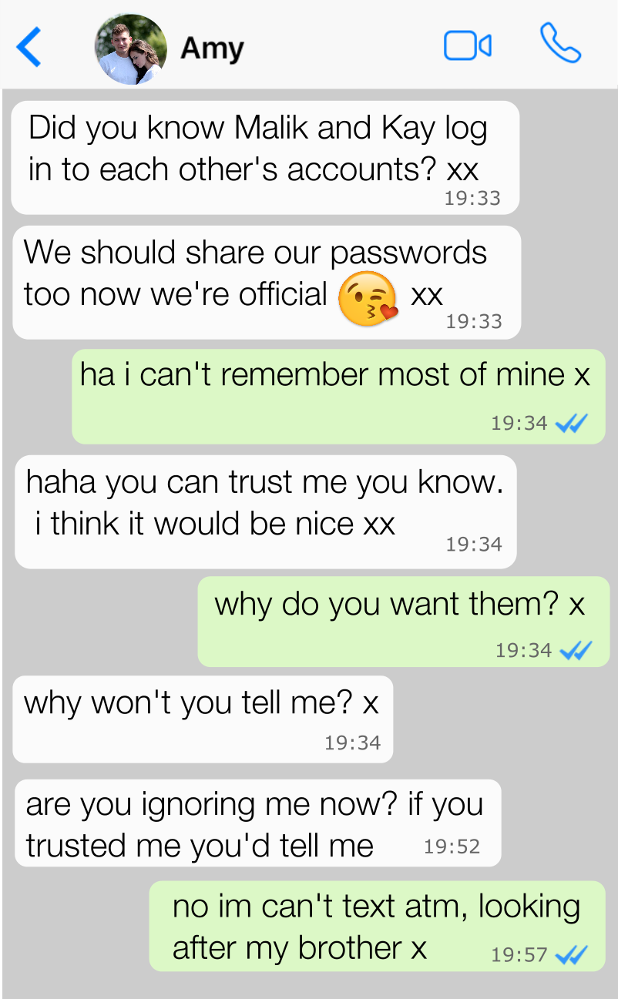 Amy
Did you know Malik and Kay log
in to each other's accounts? xx
19:33
We should share our passwords
too now we're official 😘 xx
19:33
ha i can't remember most of mine x
19:34
haha you can trust me you know.
i think it would be nice xx
19:34
why do you want them? x
19:34
why won't you tell me? x
19:34
are you ignoring me now? if you
trusted me you'd tell me 19:52
no im can't text atm, looking
after my brother x 19:57